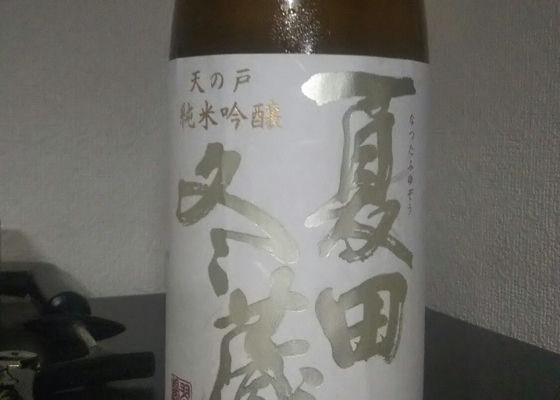 夏田
なつたふゆぞう
冬蔵
天の戸
純米吟醸